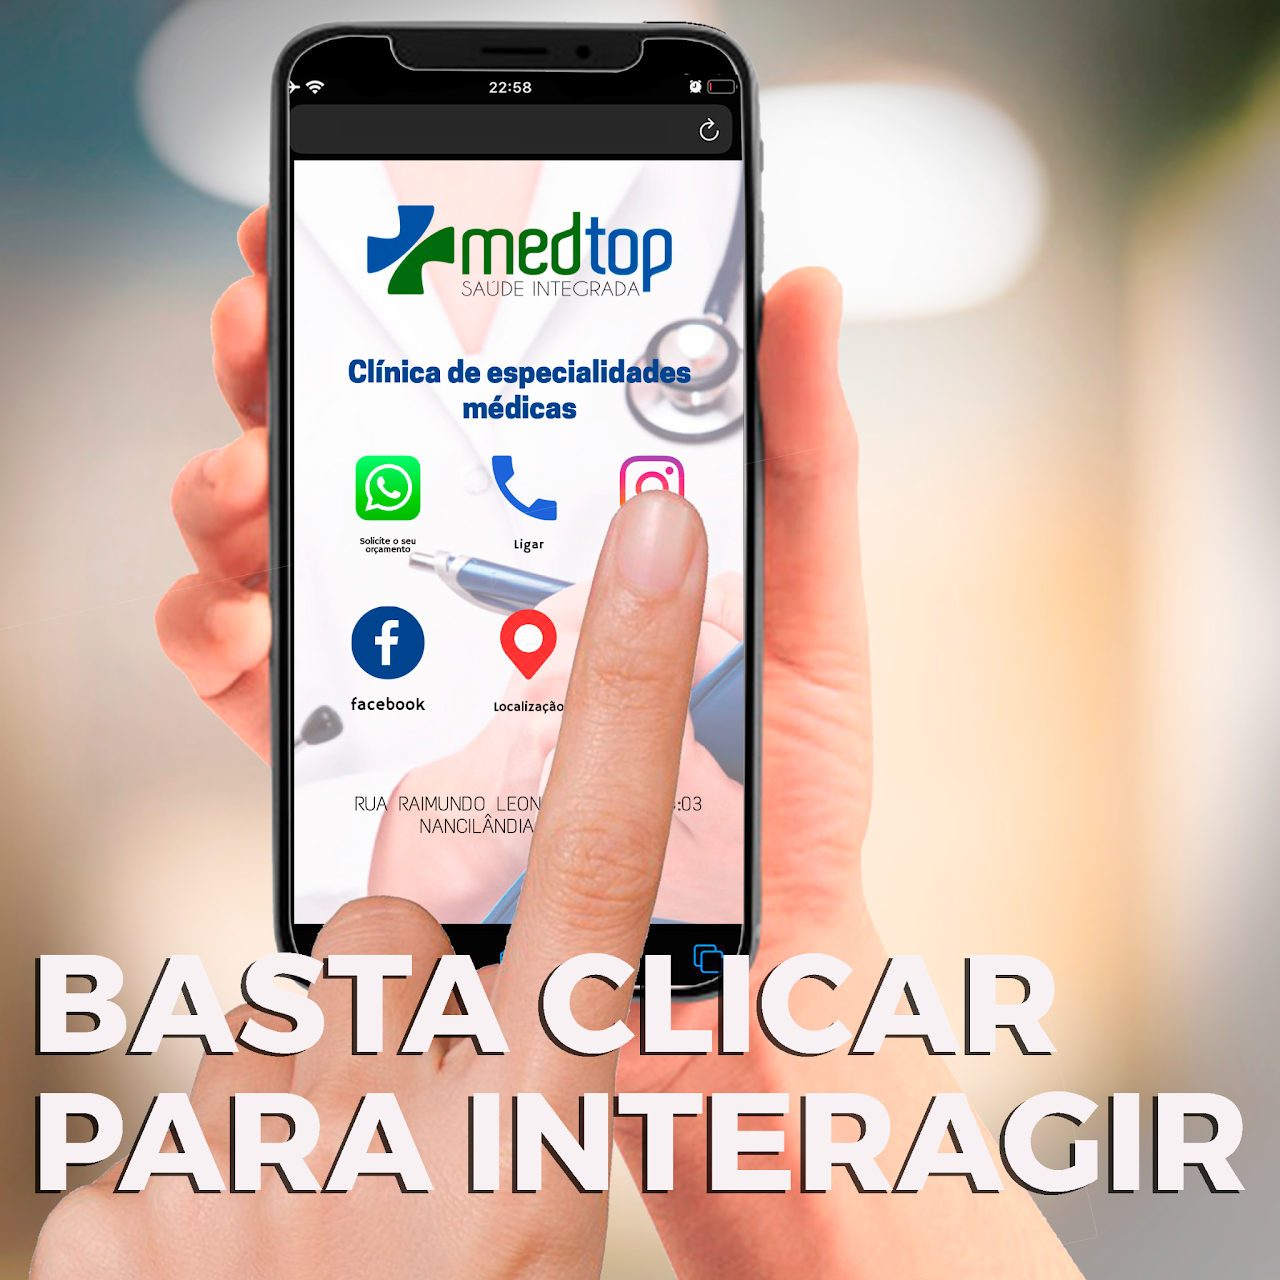 22:58
medtop
SAÚDE INTEGRADA
Clínica de especialidades
médicas
Solicite o seu
orçamento
Ligar
facebook
Localização
RUA RAIMUNDO :03
NANCILÂNDIA
BASTA CLICAR
PARA INTERAGIR